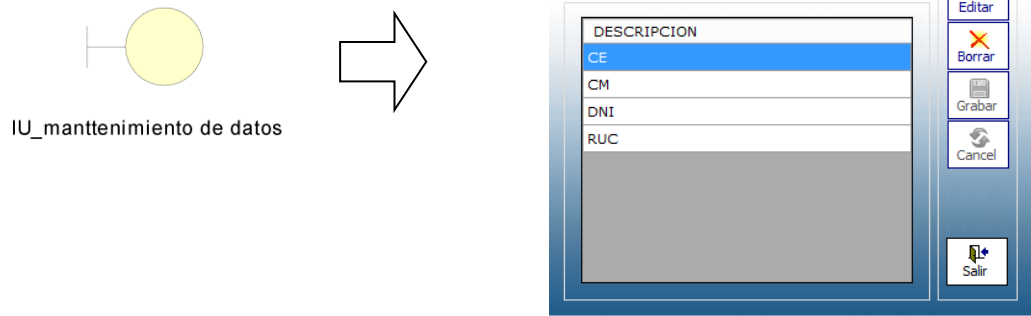 IU_manttenimiento de datos
DESCRIPCION
CE
CM
DNI
RUC
Editar
Borrar
Grabar
Cancel
Salir